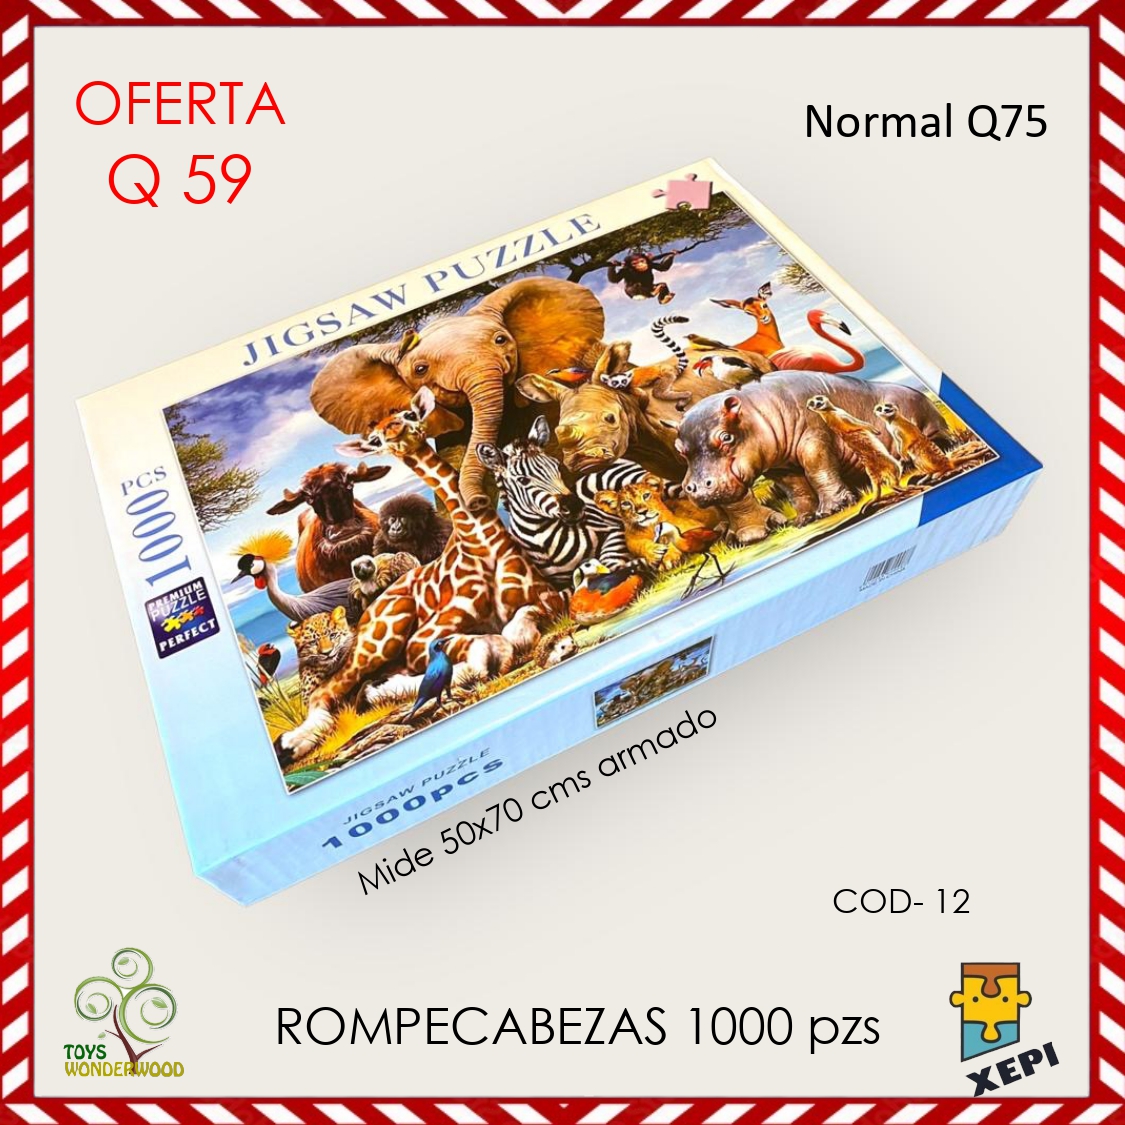 OFERTA
Q 59
Normal Q75
JIGSAW PUZZLE
1000 PCS
PREMIUM
PUZZLE
PERFECT
JIGSAW PUZZLE
1000pcs
Mide 50x70 cms armado
COD- 12
TOYS
WONDERWOOD
ROMPECABEZAS 1000 pzs
XEPI